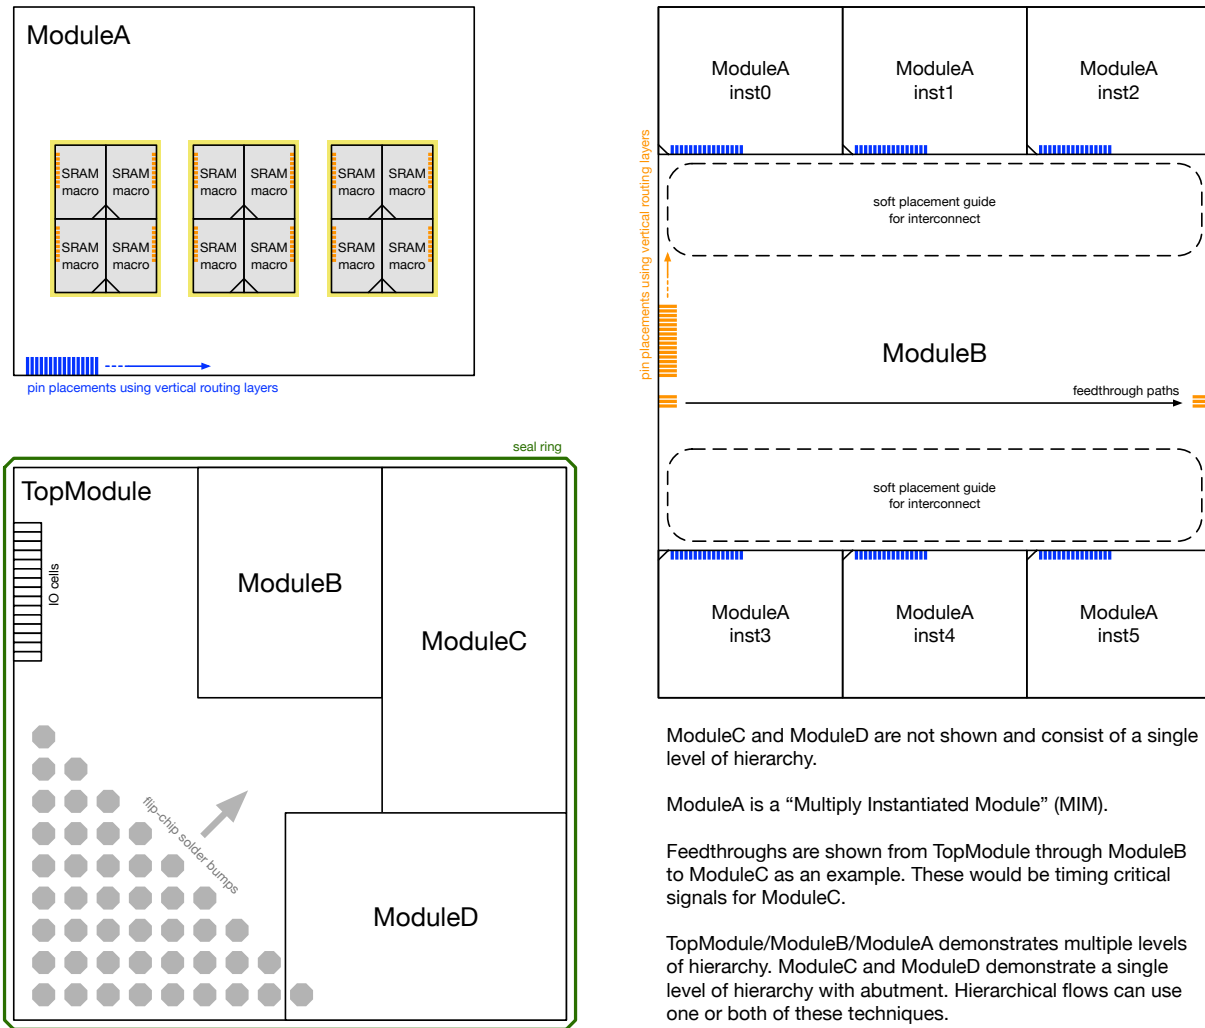 ModuleA
SRAM
macro
SRAM
macro
SRAM
macro
SRAM
macro
SRAM
macro
SRAM
macro
SRAM
macro
SRAM
macro
SRAM
macro
SRAM
macro
SRAM
macro
SRAM
macro
pin placements using vertical routing layers
seal ring
TopModule
IO cells
ModuleB
ModuleC
ModuleD
flip-chip solder bumps
ModuleA
inst0
ModuleA
inst1
ModuleA
inst2
pin placements using vertical routing layers
soft placement guide
for interconnect
ModuleB
feedthrough paths
soft placement guide
for interconnect
ModuleA
inst3
ModuleA
inst4
ModuleA
inst5
ModuleC and ModuleD are not shown and consist of a single
level of hierarchy.
ModuleA is a “Multiply Instantiated Module” (MIM).
Feedthroughs are shown from TopModule through ModuleB
to ModuleC as an example. These would be timing critical
signals for ModuleC.
TopModule/ModuleB/ModuleA demonstrates multiple levels
of hierarchy. ModuleC and ModuleD demonstrate a single
level of hierarchy with abutment. Hierarchical flows can use
one or both of these techniques.